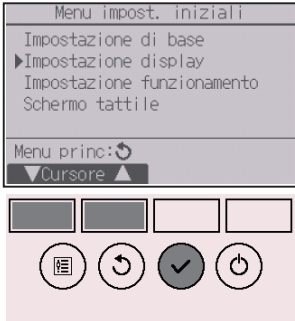 Menu impost. iniziali
Impostazione di base
▶Impostazione display
Impostazione funzionamento
Schermo tattile
Menu princ:↺
▼Cursore▲